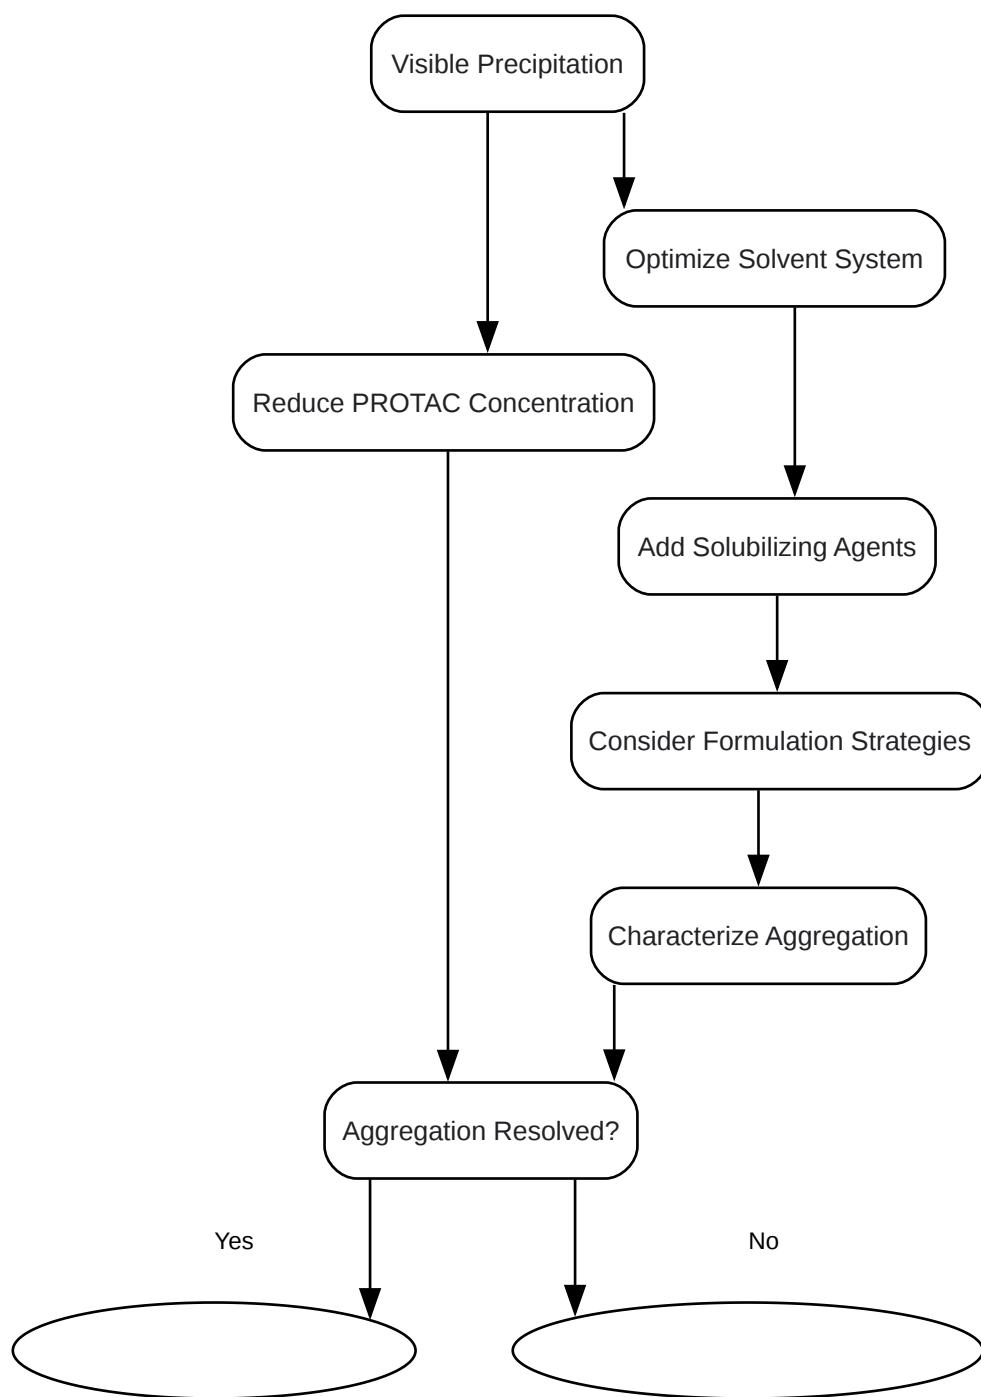 Visible Precipitation
Optimize Solvent System
Reduce PROTAC Concentration
Add Solubilizing Agents
Consider Formulation Strategies
Characterize Aggregation
Aggregation Resolved?
Yes
No